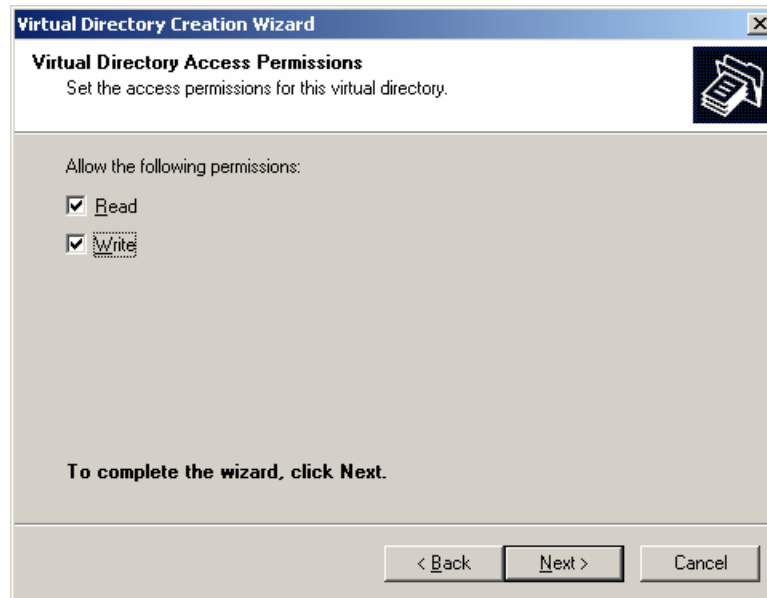 Virtual Directory Creation Wizard
Virtual Directory Access Permissions
Set the access permissions for this virtual directory.
Allow the following permissions:
Read
Write
To complete the wizard, click Next.
< Back Next > Cancel